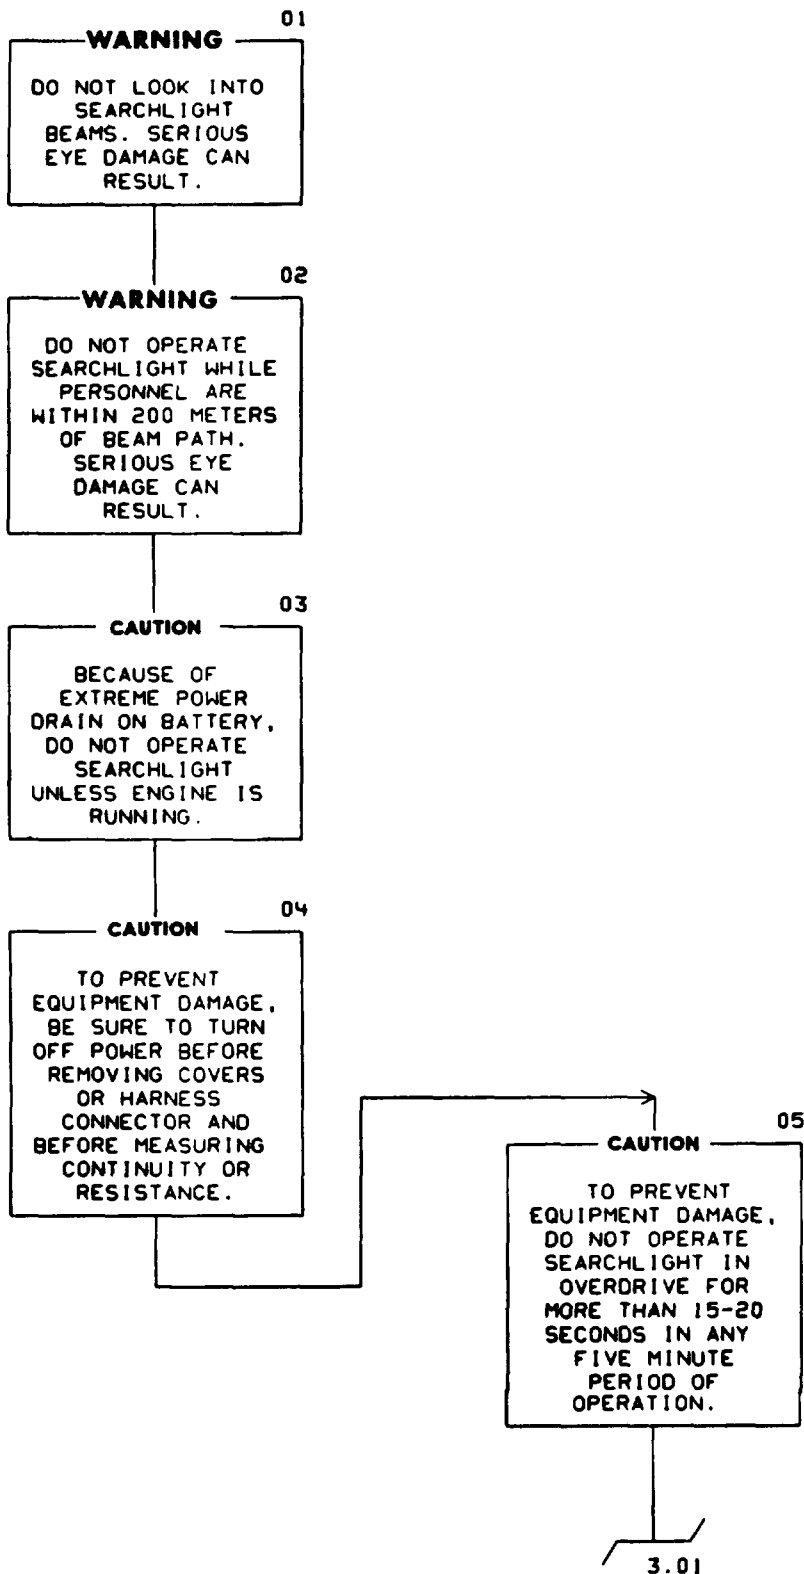 01
WARNING
DO NOT LOOK INTO
SEARCHLIGHT
BEAMS. SERIOUS
EYE DAMAGE CAN
RESULT.
02
WARNING
DO NOT OPERATE
SEARCHLIGHT WHILE
PERSONNEL ARE
WITHIN 200 METERS
OF BEAM PATH.
SERIOUS EYE
DAMAGE CAN
RESULT.
03
CAUTION
BECAUSE OF
EXTREME POWER
DRAIN ON BATTERY,
DO NOT OPERATE
SEARCHLIGHT
UNLESS ENGINE IS
RUNNING.
04
CAUTION
TO PREVENT
EQUIPMENT DAMAGE,
BE SURE TO TURN
OFF POWER BEFORE
REMOVING COVERS
OR HARNESS
CONNECTOR AND
BEFORE MEASURING
CONTINUITY OR
RESISTANCE.
05
CAUTION
TO PREVENT
EQUIPMENT DAMAGE,
DO NOT OPERATE
SEARCHLIGHT IN
OVERDRIVE FOR
MORE THAN 15-20
SECONDS IN ANY
FIVE MINUTE
PERIOD OF
OPERATION.
3.01